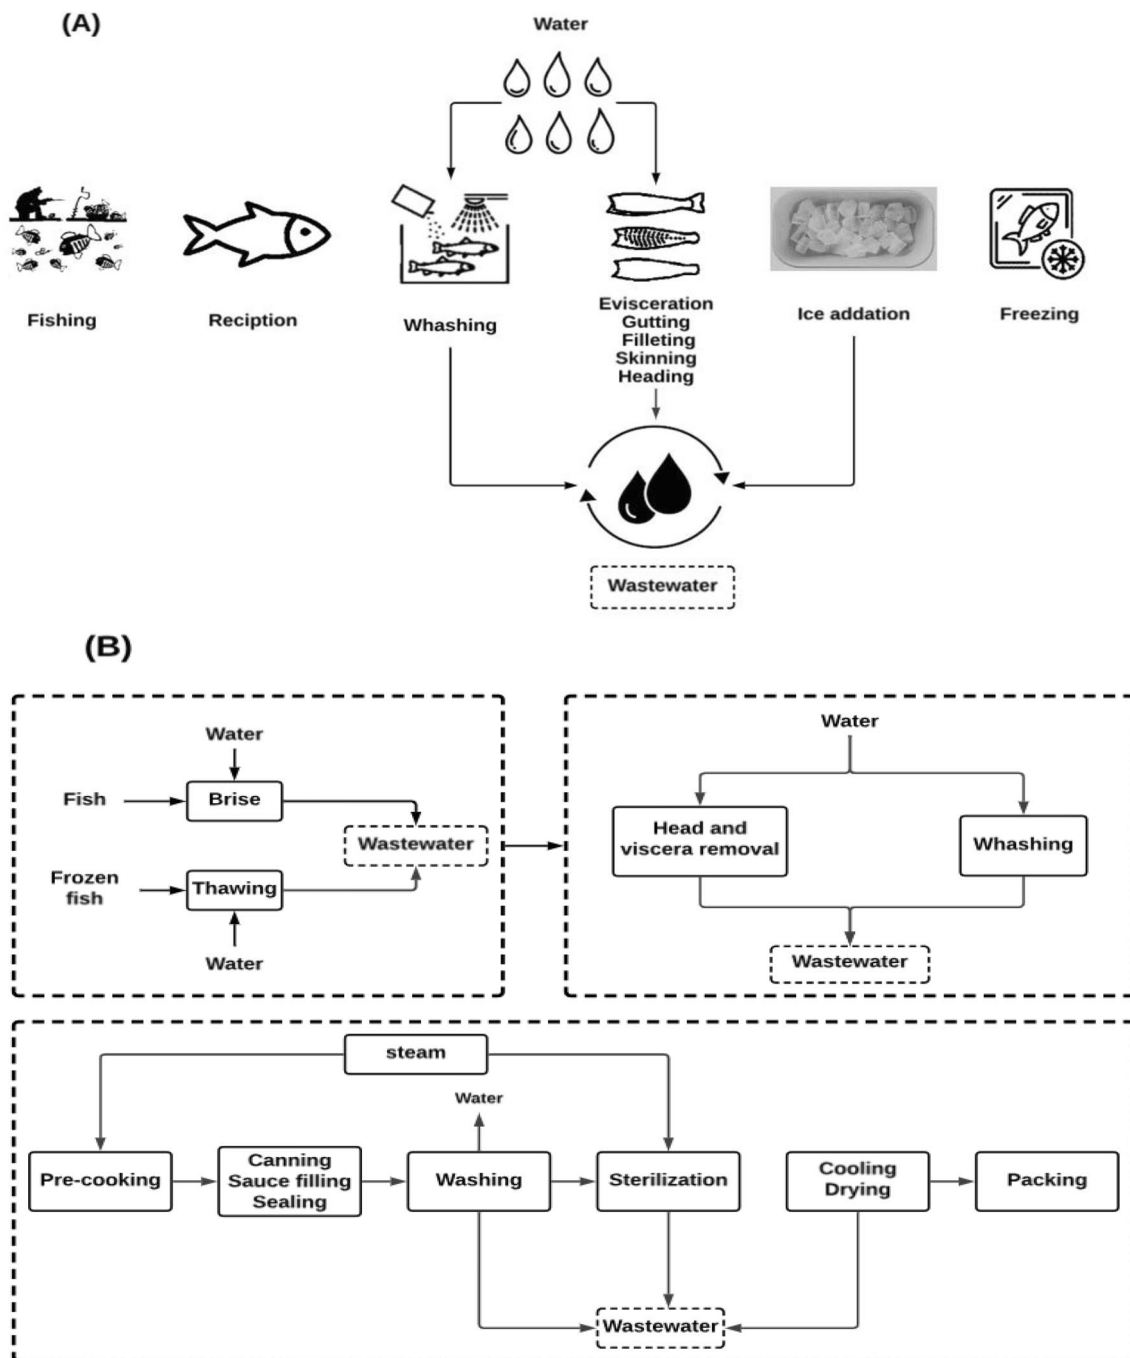 (A)
Water
Fishing
Reciption
Whashing
Evisceration
Gutting
Filleting
Skinning
Heading
Ice addation
Freezing
Wastewater
(B)
Water
Fish
Brise
Wastewater
Frozen
fish
Thawing
Water
Water
Head and
viscera removal
Whashing
Wastewater
steam
Water
Pre-cooking
Canning
Sauce filling
Sealing
Washing
Sterilization
Cooling
Drying
Packing
Wastewater